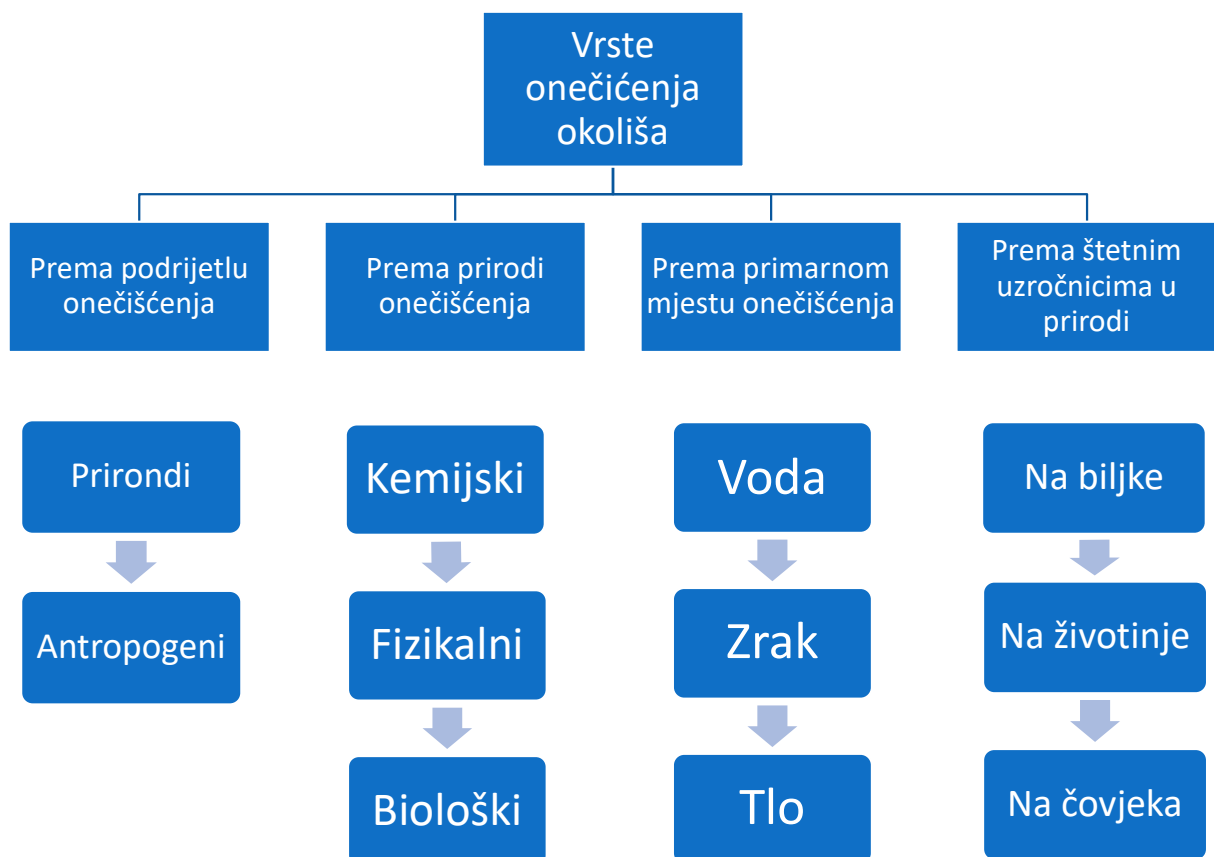 Vrste
onečićenja
okoliša
Prema podrijetlu
onečišćenja
Prema prirodi
onečišćenja
Prema primarnom
mjestu onečišćenja
Prema štetnim
uzročnicima u
prirodi
Prirondi
Antropogeni
Kemijski
Fizikalni
Biološki
Voda
Zrak
Tlo
Na biljke
Na životinje
Na čovjeka